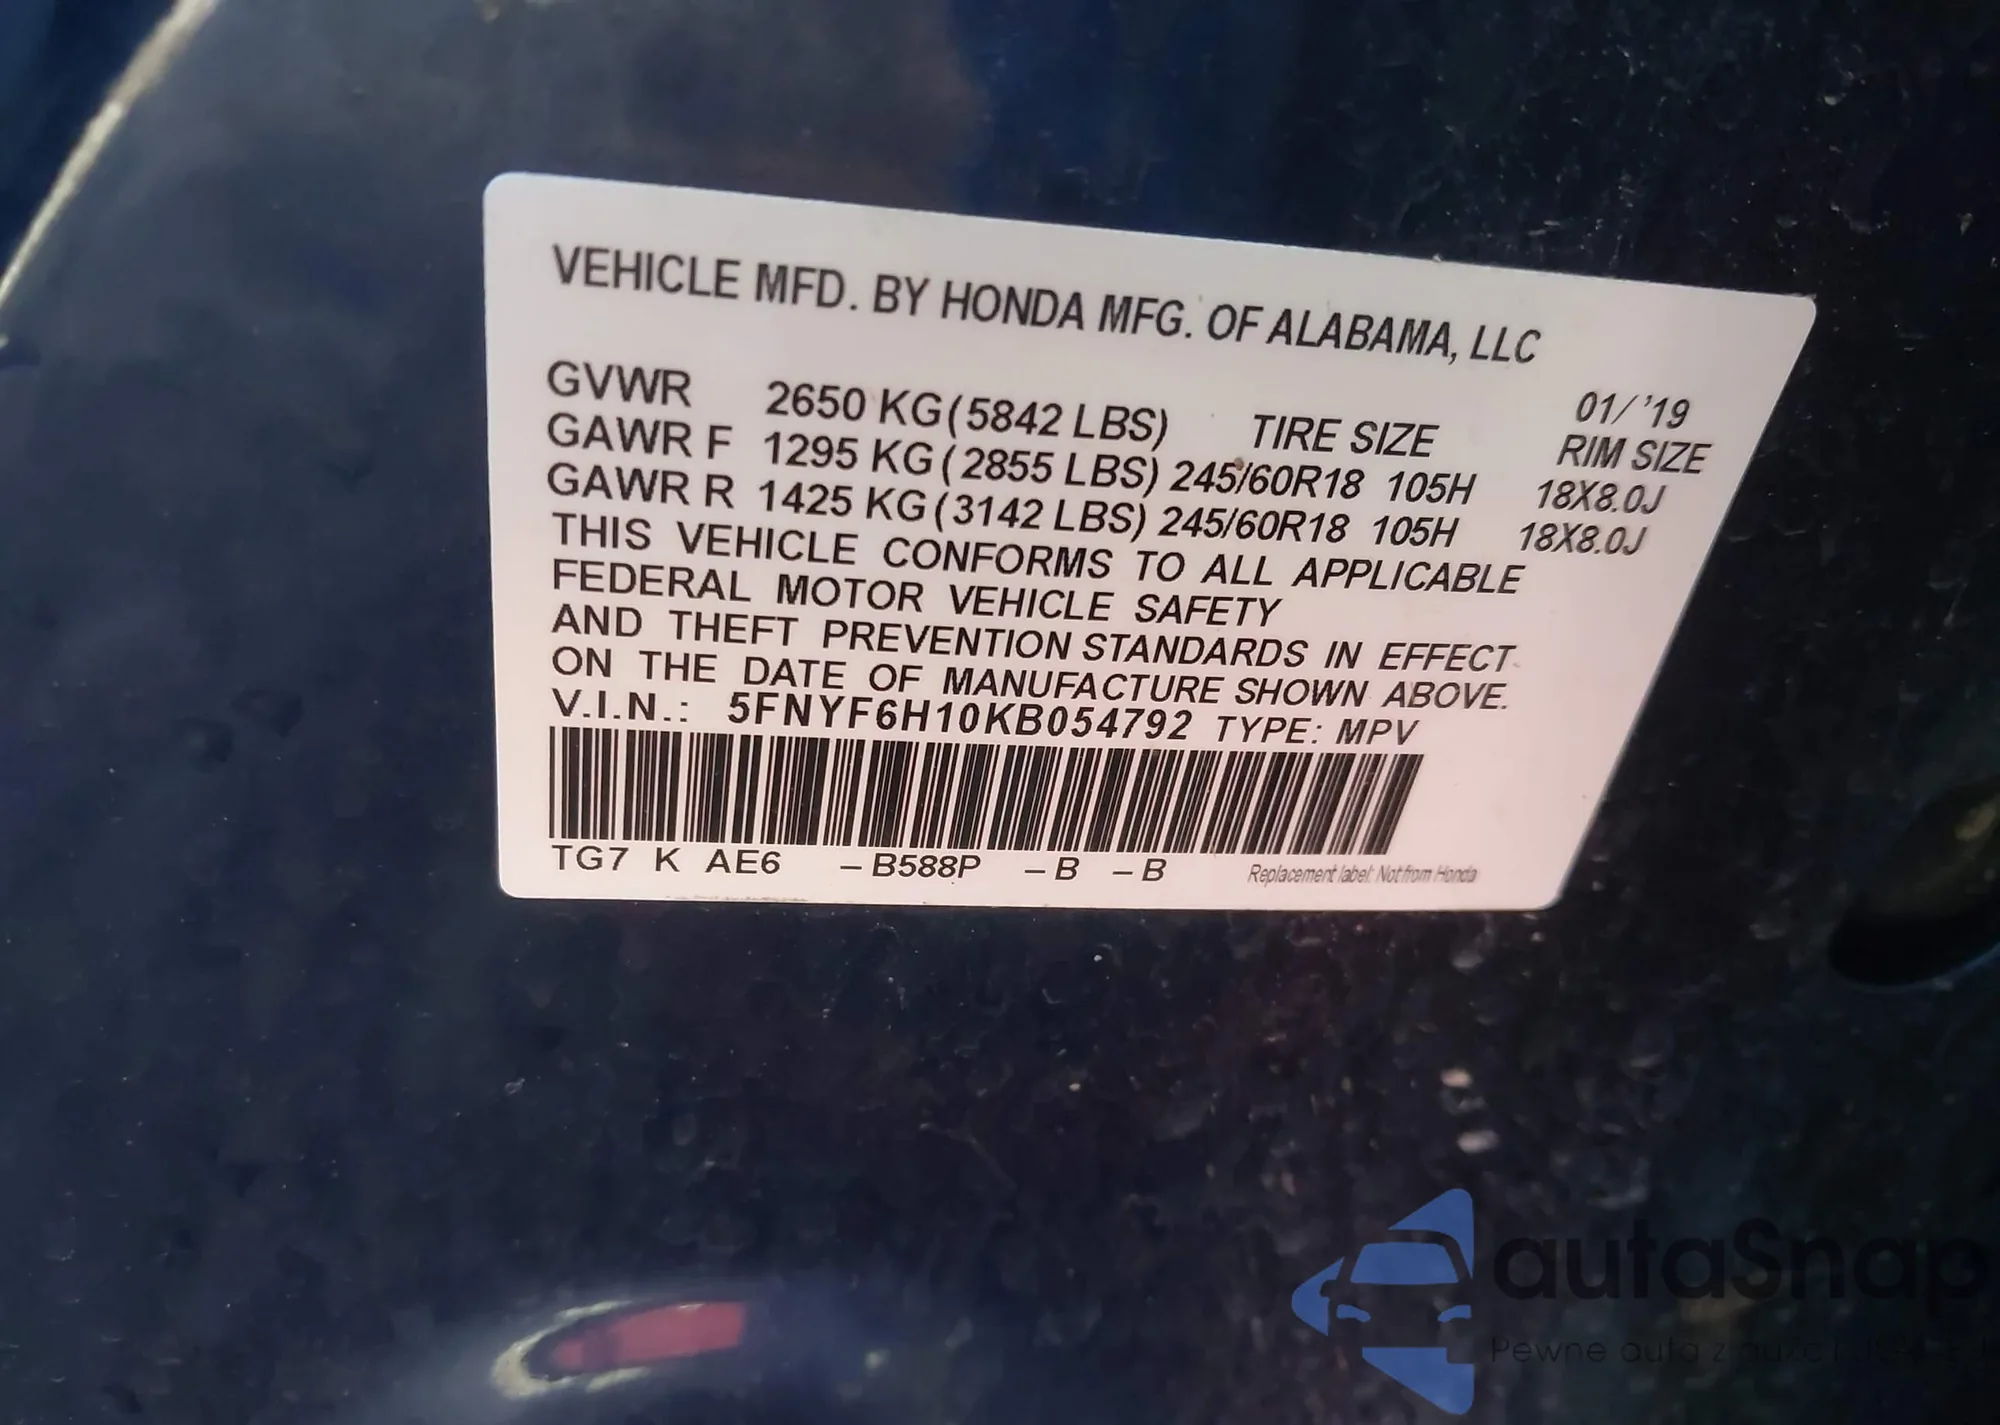 VEHICLE MFD. BY HONDA MFG. OF ALABAMA, LLC
01/ '19
GVWR 2650 KG (5842 LBS) TIRE SIZE RIM SIZE
GAWR F 1295 KG (2855 LBS) 245/60R18 105H 18X8.0J
GAWR R 1425 KG (3142 LBS) 245/60R18 105H 18X8.0J
THIS VEHICLE CONFORMS TO ALL APPLICABLE
FEDERAL MOTOR VEHICLE SAFETY
AND THEFT PREVENTION STANDARDS IN EFFECT
ON THE DATE OF MANUFACTURE SHOWN ABOVE.
V.I.N.: 5FNYF6H10KB054792 TYPE: MPV
TG7 K AE6 – B588P – B – B Replacement label: Not from Honda
autaSnap
Pewne auta z